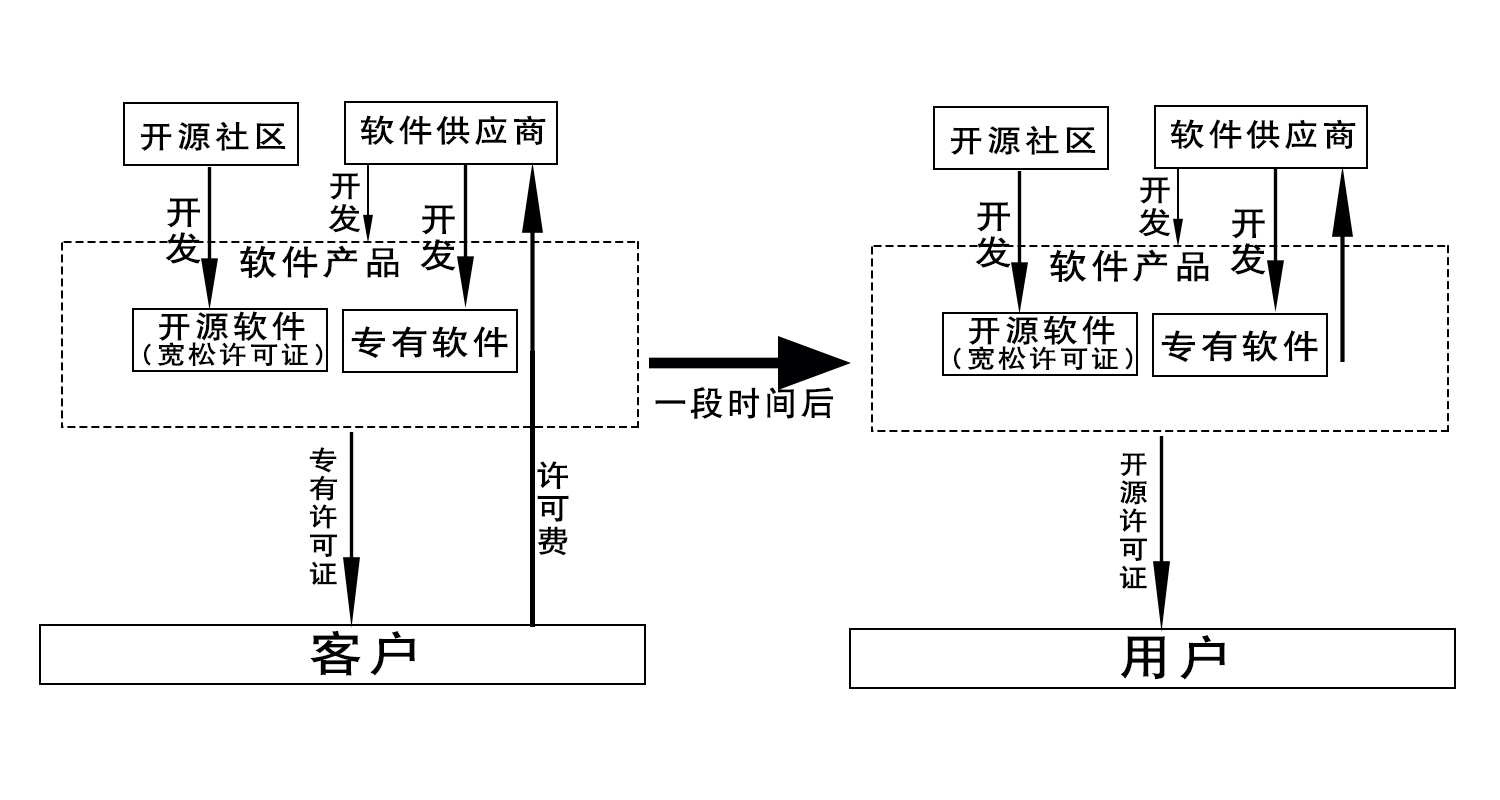 开源社区
软件供应商
开发
开发
开发
软件产品
开源软件
（宽松许可证）
专有软件
专有许可证
许可费
客户
一段时间后
开源社区
软件供应商
开发
开发
开发
软件产品
开源软件
（宽松许可证）
专有软件
开源许可证
用户